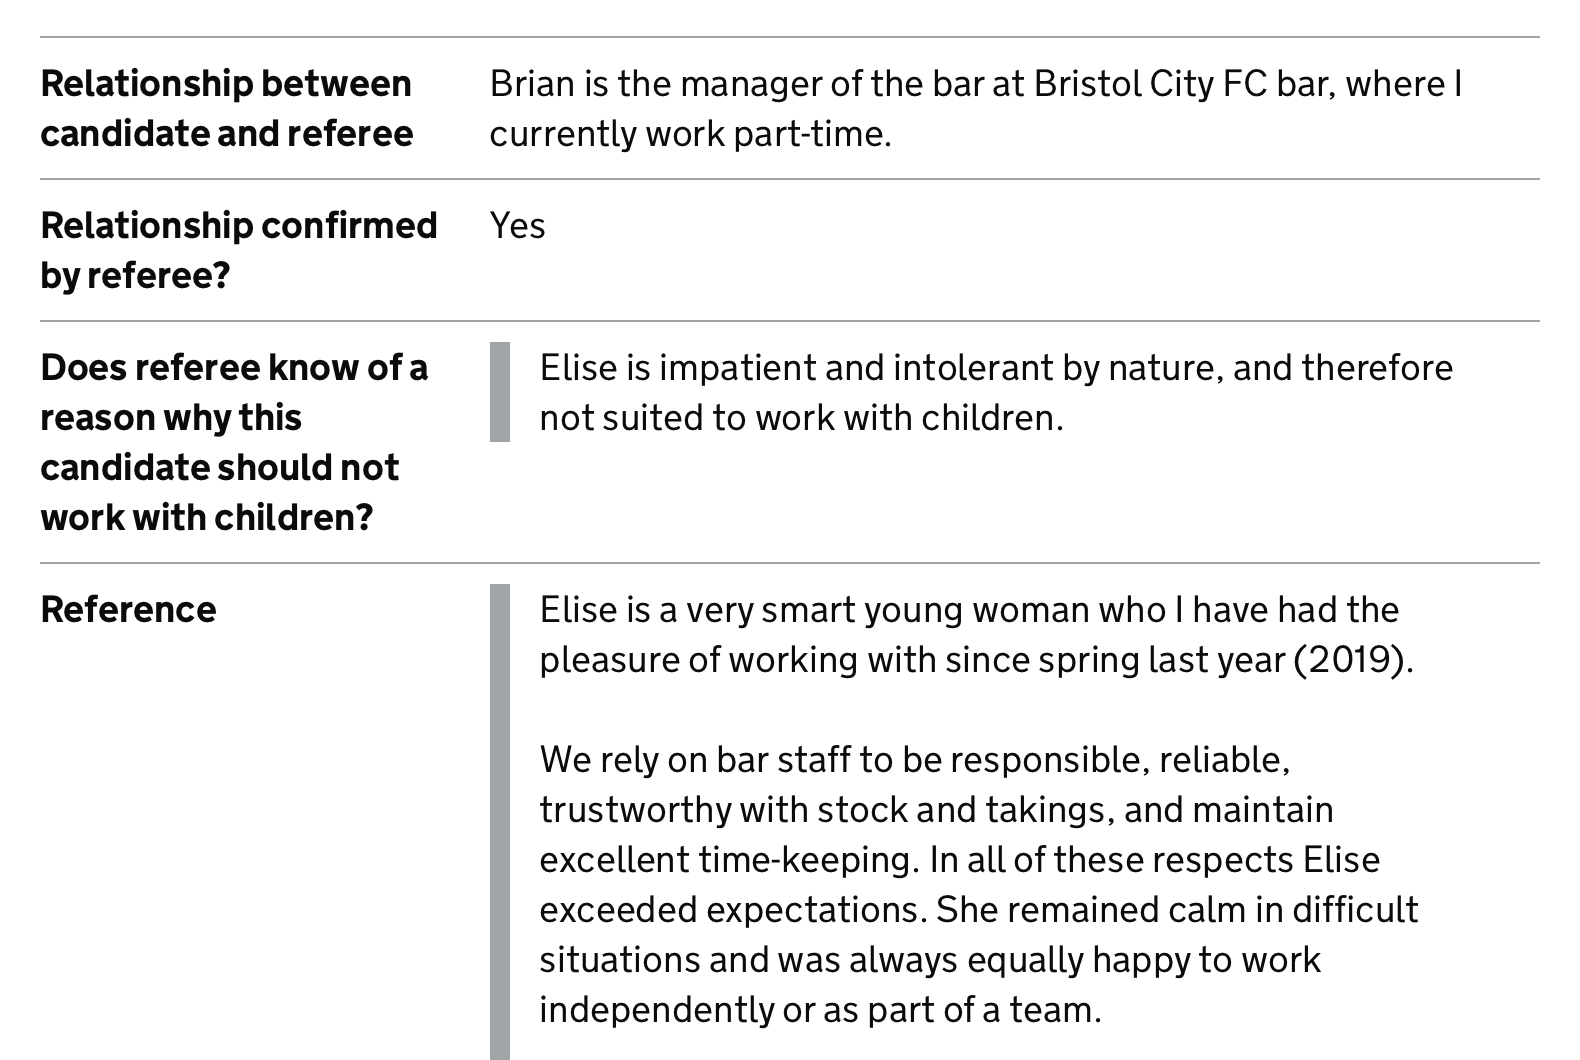 Relationship between
candidate and referee
Brian is the manager of the bar at Bristol City FC bar, where I
currently work part-time.
Relationship confirmed
by referee?
Yes
Does referee know of a
reason why this
candidate should not
work with children?
Elise is impatient and intolerant by nature, and therefore
not suited to work with children.
Reference
Elise is a very smart young woman who I have had the
pleasure of working with since spring last year (2019).
We rely on bar staff to be responsible, reliable,
trustworthy with stock and takings, and maintain
excellent time-keeping. In all of these respects Elise
exceeded expectations. She remained calm in difficult
situations and was always equally happy to work
independently or as part of a team.